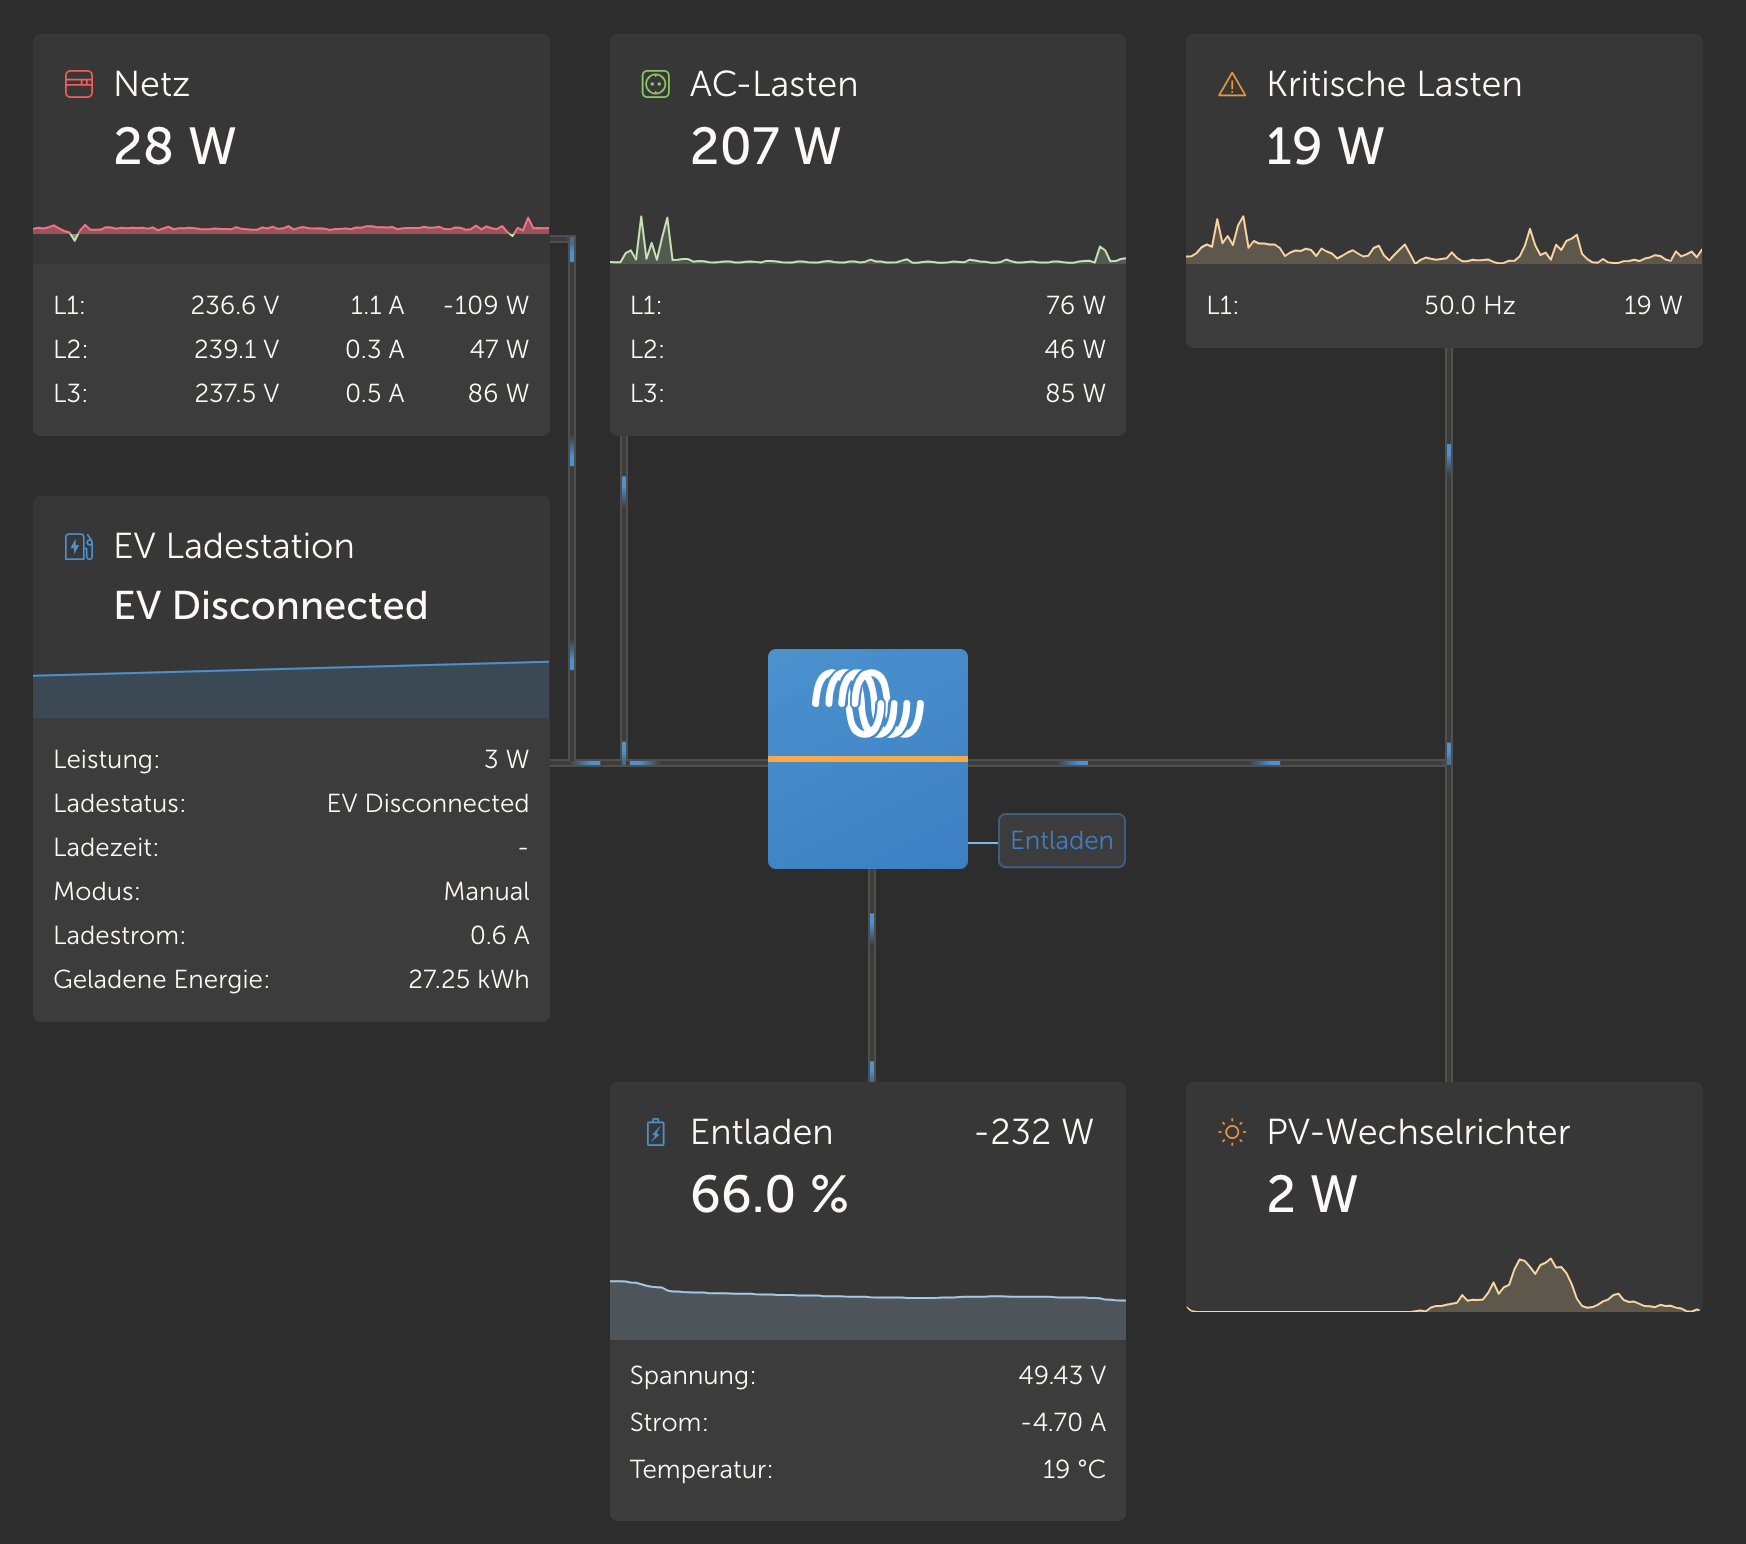 Netz
28 W
L1: 236.6 V 1.1 A -109 W
L2: 239.1 V 0.3 A 47 W
L3: 237.5 V 0.5 A 86 W
AC-Lasten
207 W
L1: 76 W
L2: 46 W
L3: 85 W
Kritische Lasten
19 W
L1: 50.0 Hz 19 W
EV Ladestation
EV Disconnected
Leistung: 3 W
Ladestatus: EV Disconnected
Ladezeit: -
Modus: Manual
Ladestrom: 0.6 A
Geladene Energie: 27.25 kWh
Entladen
Entladen -232 W
66.0 %
Spannung: 49.43 V
Strom: -4.70 A
Temperatur: 19 °C
PV-Wechselrichter
2 W